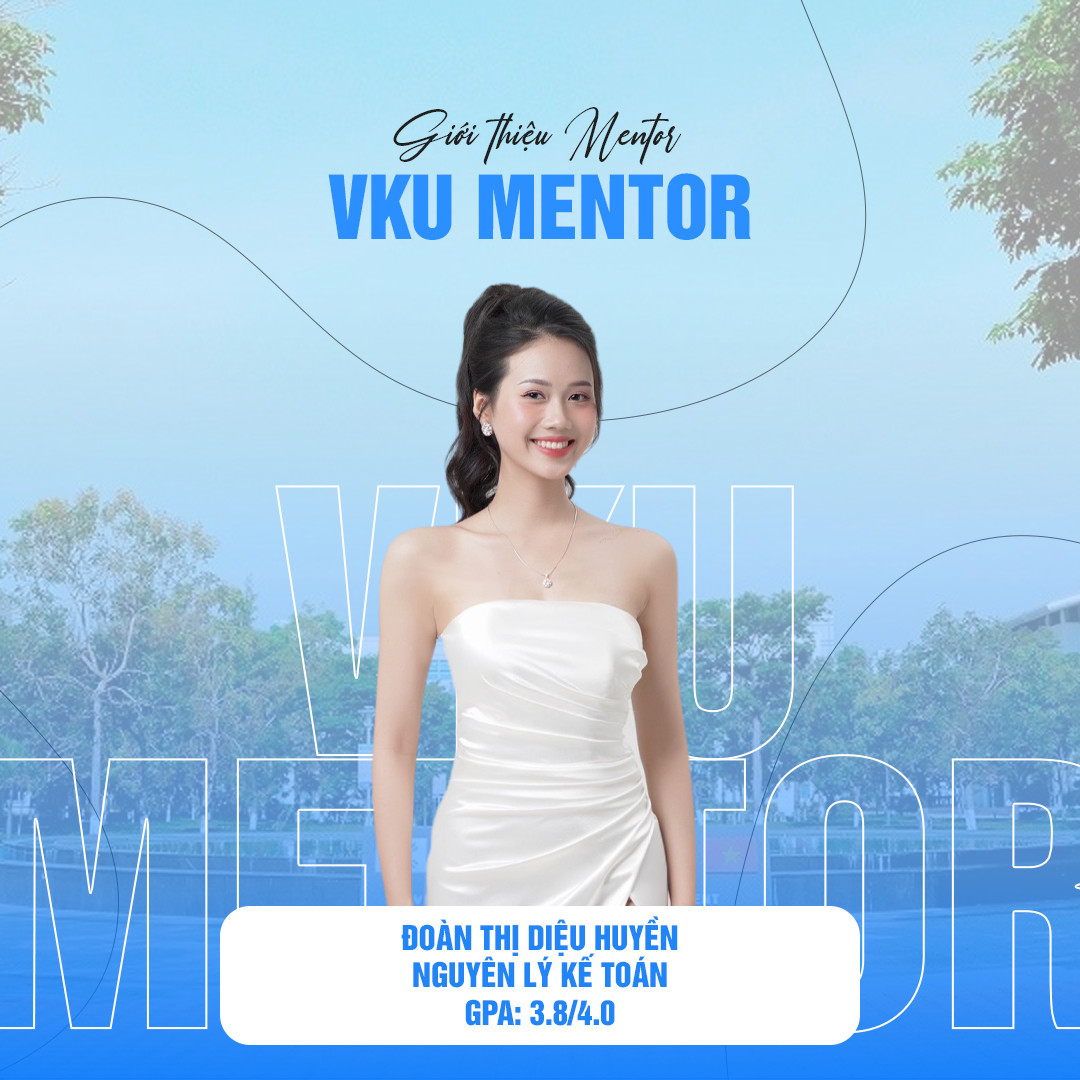 Giới thiệu Mentor
VKU MENTOR
VKU
MENTOR
ĐOÀN THỊ DIỆU HUYỀN
NGUYÊN LÝ KẾ TOÁN
GPA: 3.8/4.0